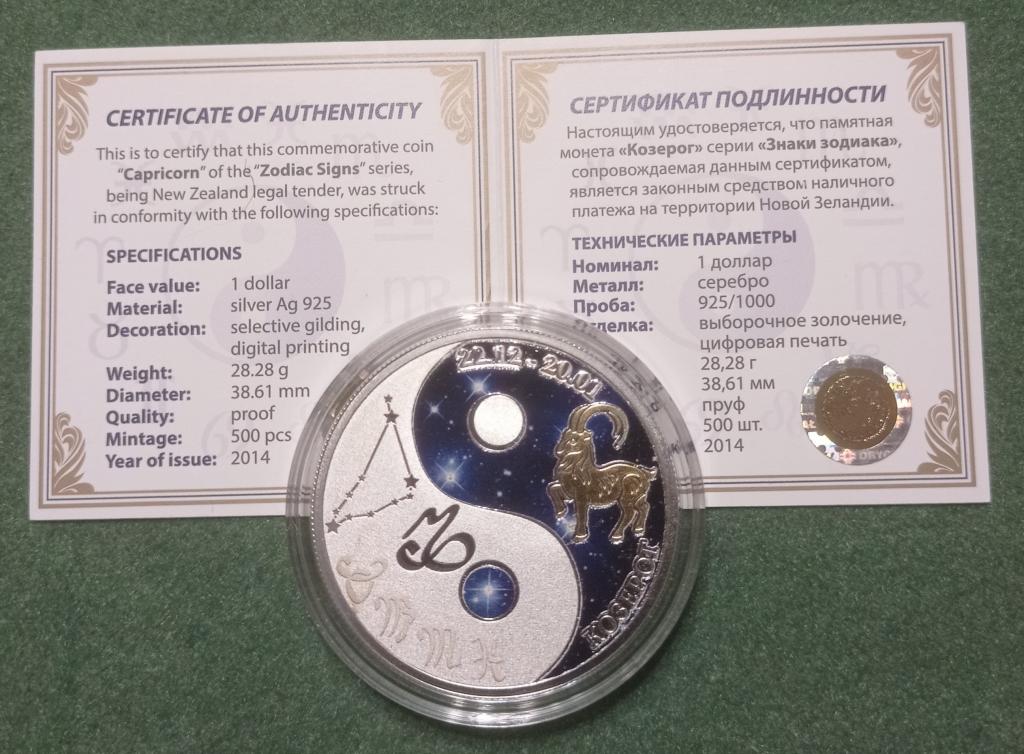 CERTIFICATE OF AUTHENTICITY
This is to certify that this commemorative coin
"Capricorn" of the "Zodiac Signs" series,
being New Zealand legal tender, was struck
in conformity with the following specifications:
SPECIFICATIONS
Face value: 1 dollar
Material: silver Ag 925
Decoration: selective gilding,
digital printing
Weight: 28.28 g
Diameter: 38.61 mm
Quality: proof
Mintage: 500 pcs
Year of issue: 2014
СЕРТИФИКАТ ПОДЛИННОСТИ
Настоящим удостоверяется, что памятная
монета «Козерог» серии «Знаки зодиака»,
сопровождаемая данным сертификатом,
является законным средством наличного
платежа на территории Новой Зеландии.
ТЕХНИЧЕСКИЕ ПАРАМЕТРЫ
Номинал: 1 доллар
Металл: серебро
Проба: 925/1000
выборочное золочение,
цифровая печать
28,28 г
38,61 мм
пруф
500 шт.
2014
22.12 - 20.01
КОЗЕРОГ